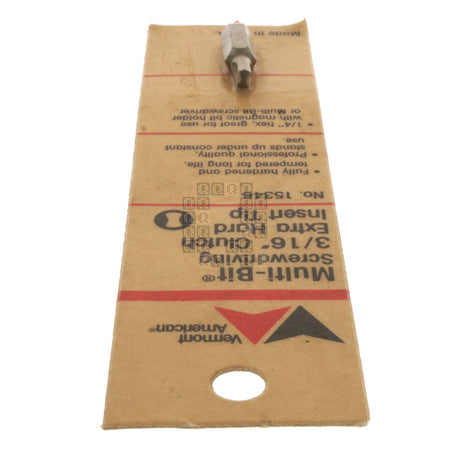 Vermont
American®
Multi-Bit®
Screwdriving
3/16" Clutch
Extra Hard
Insert Tip
No. 15345
• Fully hardened and
tempered for long life.
• Professional quality,
stands up under constant
use.
• 1/4" hex, great for use
with magnetic bit holder
or Multi-Bit screwdriver.
Made in